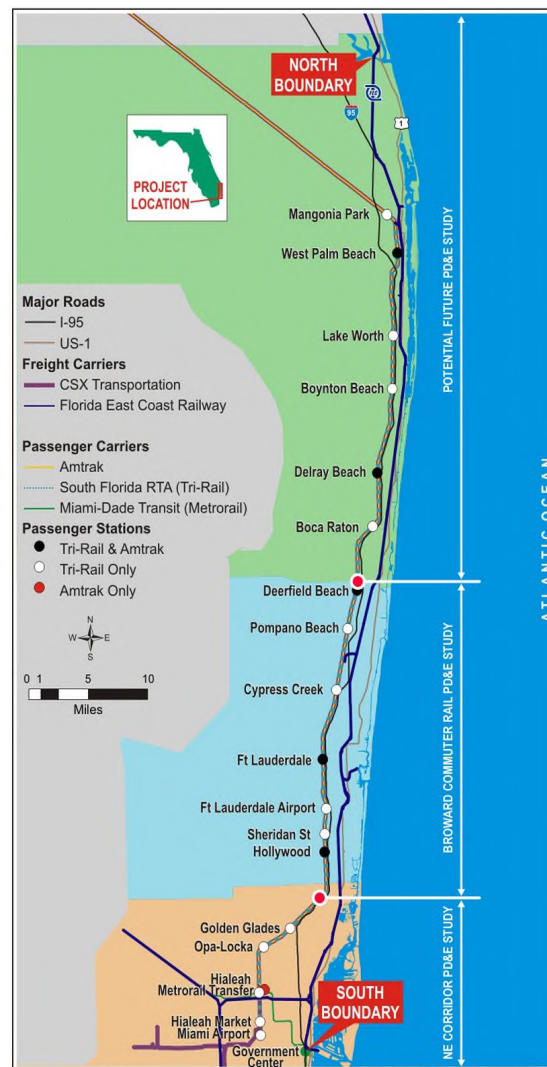 NORTH
BOUNDARY
95
1
PROJECT
LOCATION
Mangonia Park
West Palm Beach
Major Roads
I-95
US-1
Freight Carriers
CSX Transportation
Florida East Coast Railway
Passenger Carriers
Amtrak
South Florida RTA (Tri-Rail)
Miami-Dade Transit (Metrorail)
Passenger Stations
Tri-Rail & Amtrak
Tri-Rail Only
Amtrak Only
N
W E
S
0 1 5 10
Miles
Lake Worth
Boynton Beach
Delray Beach
Boca Raton
Deerfield Beach
Pompano Beach
Cypress Creek
Ft Lauderdale
Ft Lauderdale Airport
Sheridan St
Hollywood
Golden Glades
Opa-Locka
Hialeah
Metrorail Transfer
Hialeah Market
Miami Airport
Government
Center
SOUTH
BOUNDARY
POTENTIAL FUTURE PD&E STUDY
BROWARD COMMUTER RAIL PD&E STUDY
NE CORRIDOR PD&E STUDY
ATLANTIC OCEAN